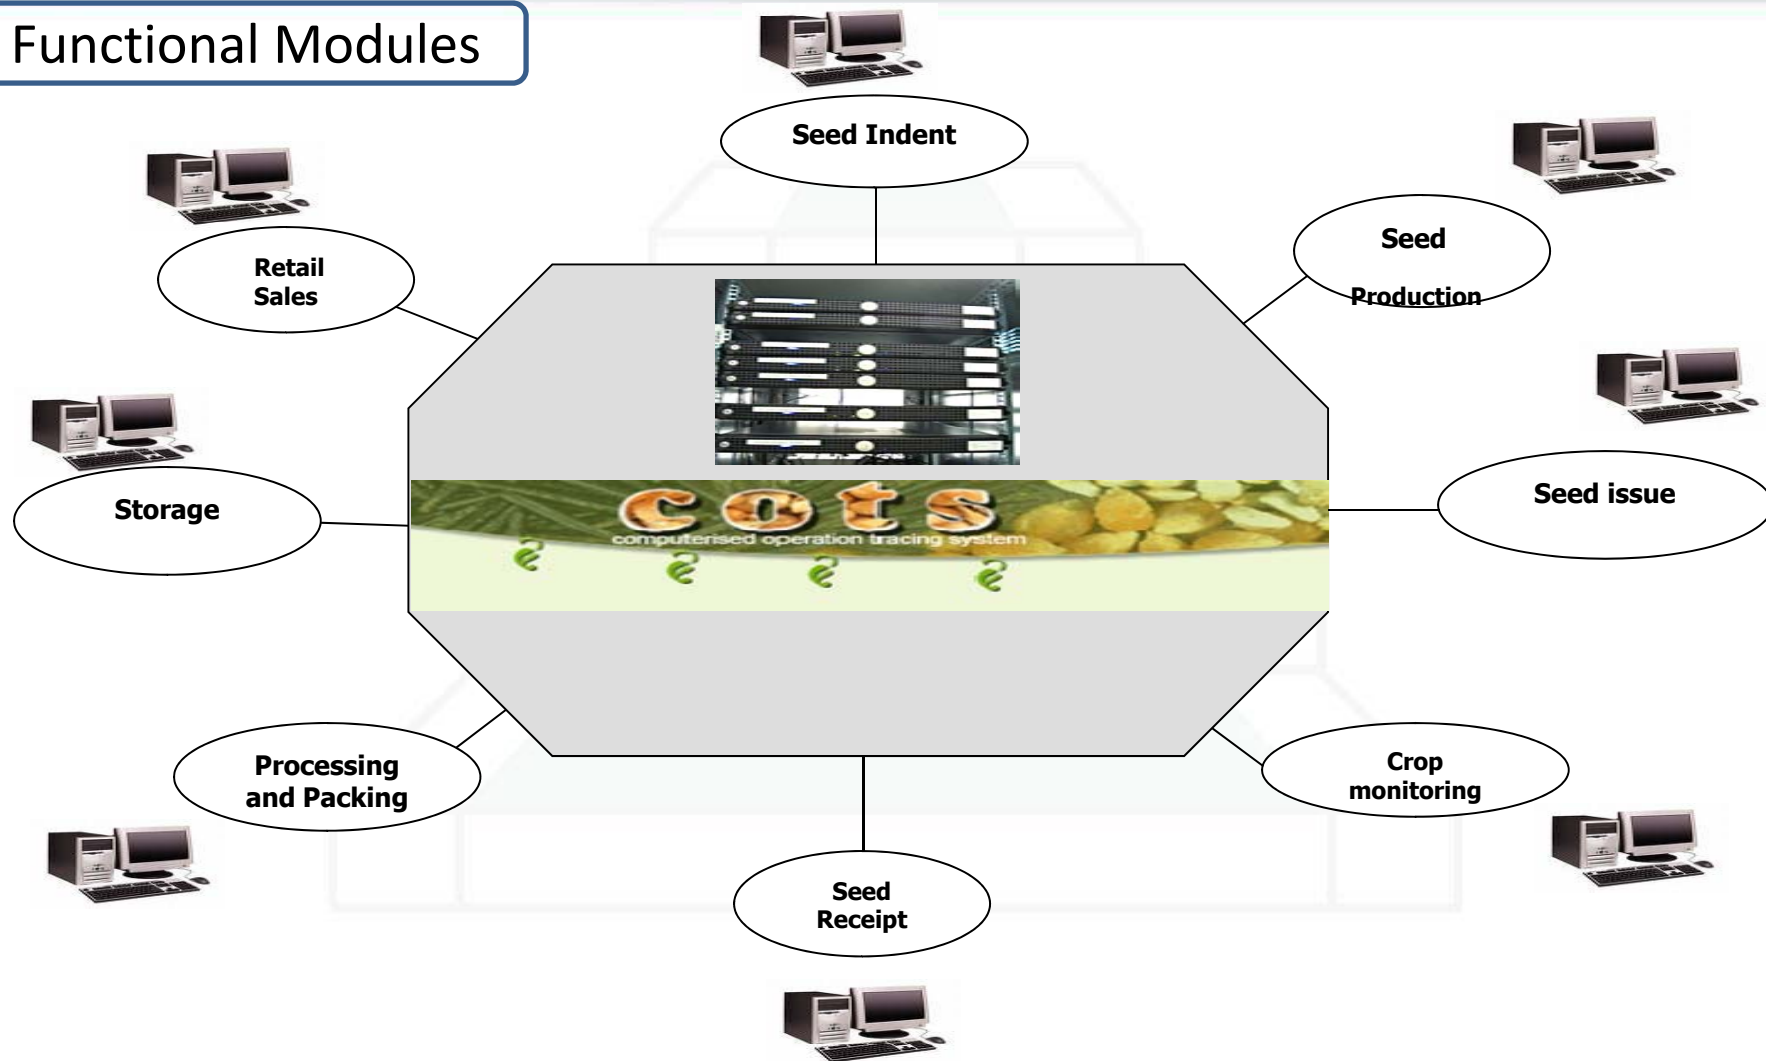 Functional Modules
Seed Indent
Seed
Production
Retail
Sales
Storage
Seed issue
cots
computerised operation tracing system
Processing
and Packing
Crop
monitoring
Seed
Receipt